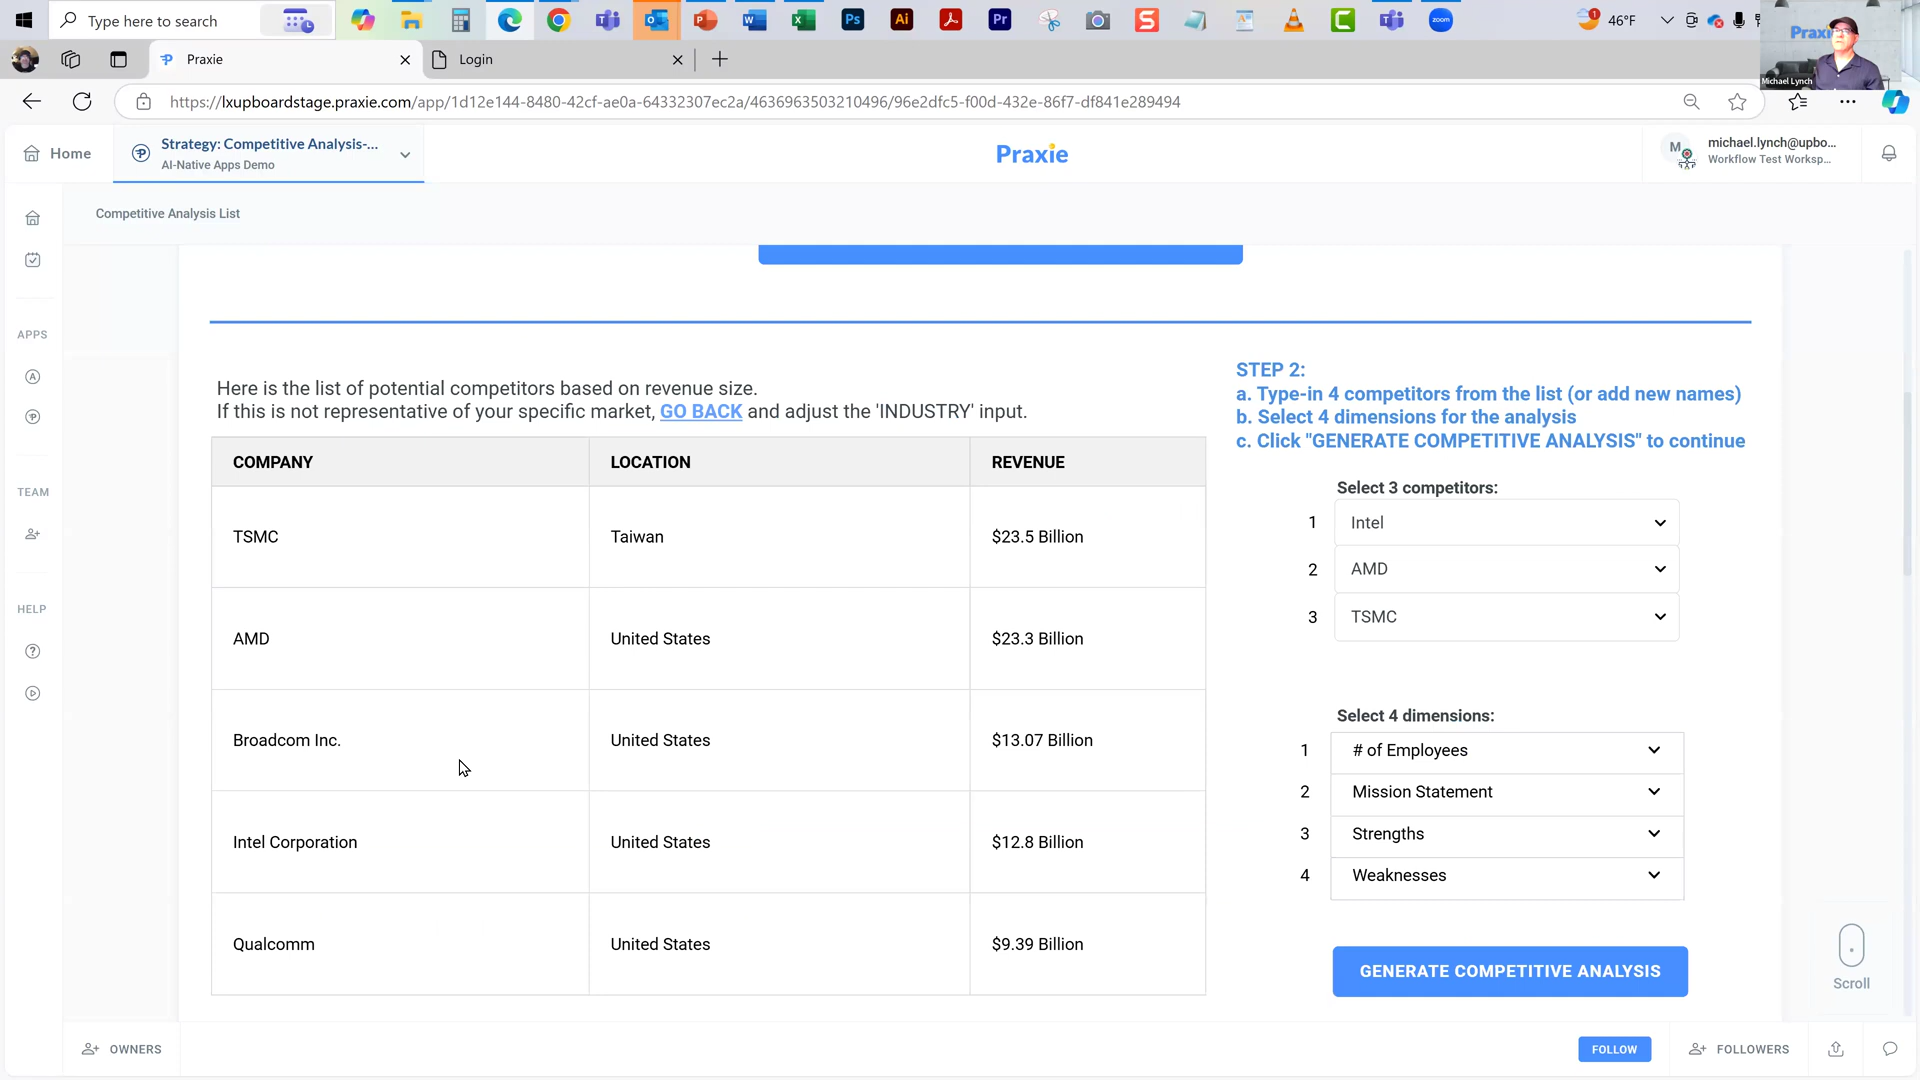 Type here to search
Ps
Ai
Pr
S
C
zoom
1
46°F
Praxie
Login
Michael Lynch
https://lxupboardstage.praxie.com/app/1d12e144-8480-42cf-ae0a-64332307ec2a/4636963503210496/96e2dfc5-f00d-432e-86f7-df841e289494
Home
Strategy: Competitive Analysis-...
AI-Native Apps Demo
Praxie
M
michael.lynch@upbo...
Workflow Test Worksp...
Competitive Analysis List
APPS
A
TEAM
HELP
Here is the list of potential competitors based on revenue size.
If this is not representative of your specific market, GO BACK and adjust the 'INDUSTRY' input.
COMPANY LOCATION REVENUE
TSMC Taiwan $23.5 Billion
AMD United States $23.3 Billion
Broadcom Inc. United States $13.07 Billion
Intel Corporation United States $12.8 Billion
Qualcomm United States $9.39 Billion
STEP 2:
a. Type-in 4 competitors from the list (or add new names)
b. Select 4 dimensions for the analysis
c. Click "GENERATE COMPETITIVE ANALYSIS" to continue
Select 3 competitors:
1 Intel
2 AMD
3 TSMC
Select 4 dimensions:
1 # of Employees
2 Mission Statement
3 Strengths
4 Weaknesses
GENERATE COMPETITIVE ANALYSIS
Scroll
OWNERS
FOLLOW
FOLLOWERS